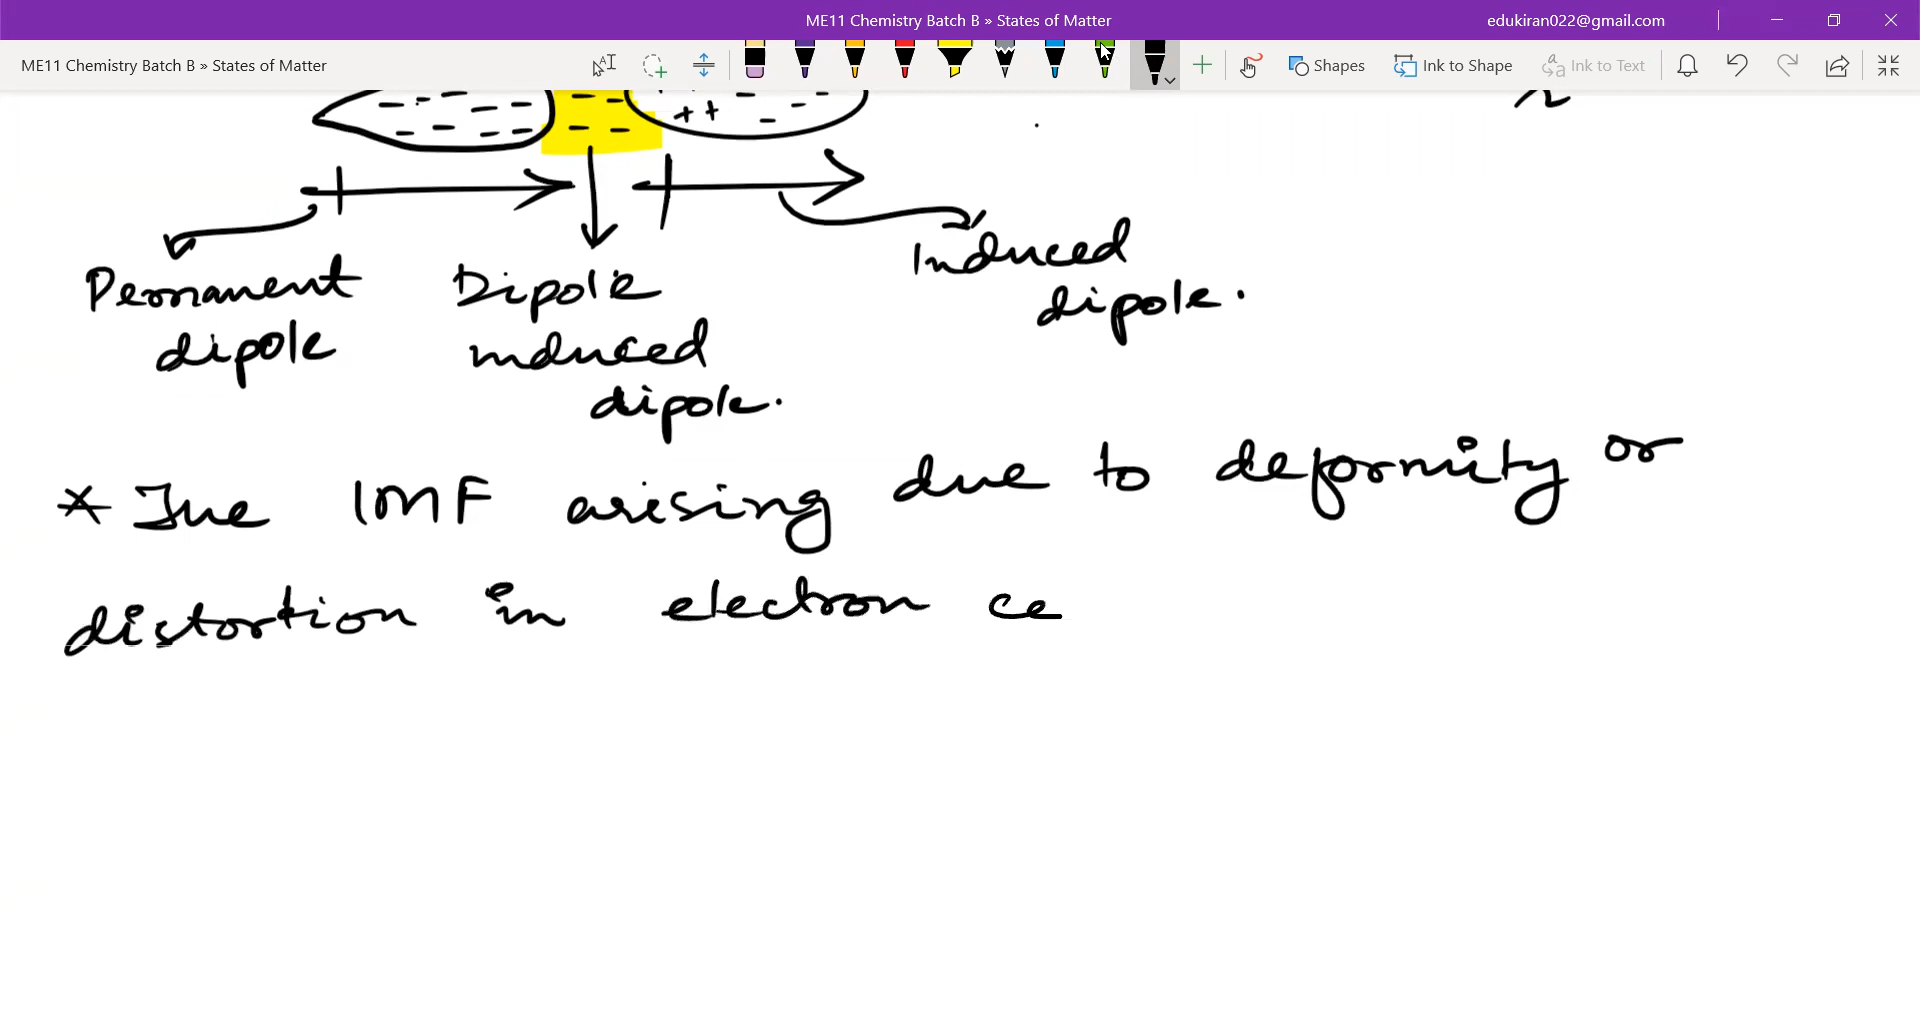 ME11 Chemistry Batch B » States of Matter
edukiran022@gmail.com
ME11 Chemistry Batch B » States of Matter
Shapes
Ink to Shape
Ink to Text
Permanent dipole
Dipole induced dipole.
Induced dipole.
* The IMF arising due to deformity or
distortion in electron ce